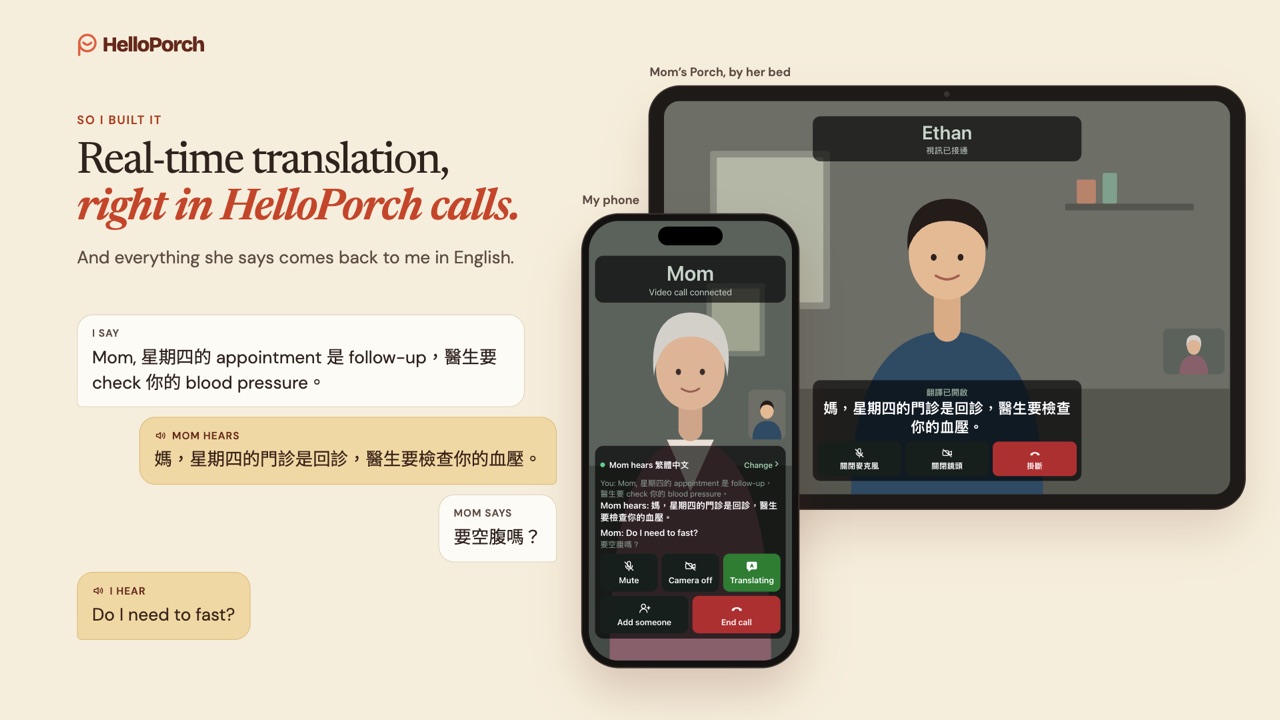 HelloPorch
SO I BUILT IT
Real-time translation,
right in HelloPorch calls.
And everything she says comes back to me in English.
I SAY
Mom, 星期四的 appointment 是 follow-up，醫生要
check 你的 blood pressure。
MOM HEARS
媽，星期四的門診是回診，醫生要檢查你的血壓。
MOM SAYS
要空腹嗎？
I HEAR
Do I need to fast?
My phone
Mom
Video call connected
Mom hears 繁體中文
Change
You: Mom, 星期四的 appointment 是 follow-up，
醫生要 check 你的 blood pressure。
Mom hears: 媽，星期四的門診是回診，醫生
要檢查你的血壓。
Mom: Do I need to fast?
要空腹嗎？
Mute
Camera off
Translating
Add someone
End call
Mom’s Porch, by her bed
Ethan
視訊已接通
翻譯已開啟
媽，星期四的門診是回診，醫生要檢查
你的血壓。
關閉麥克風
關閉鏡頭
掛斷